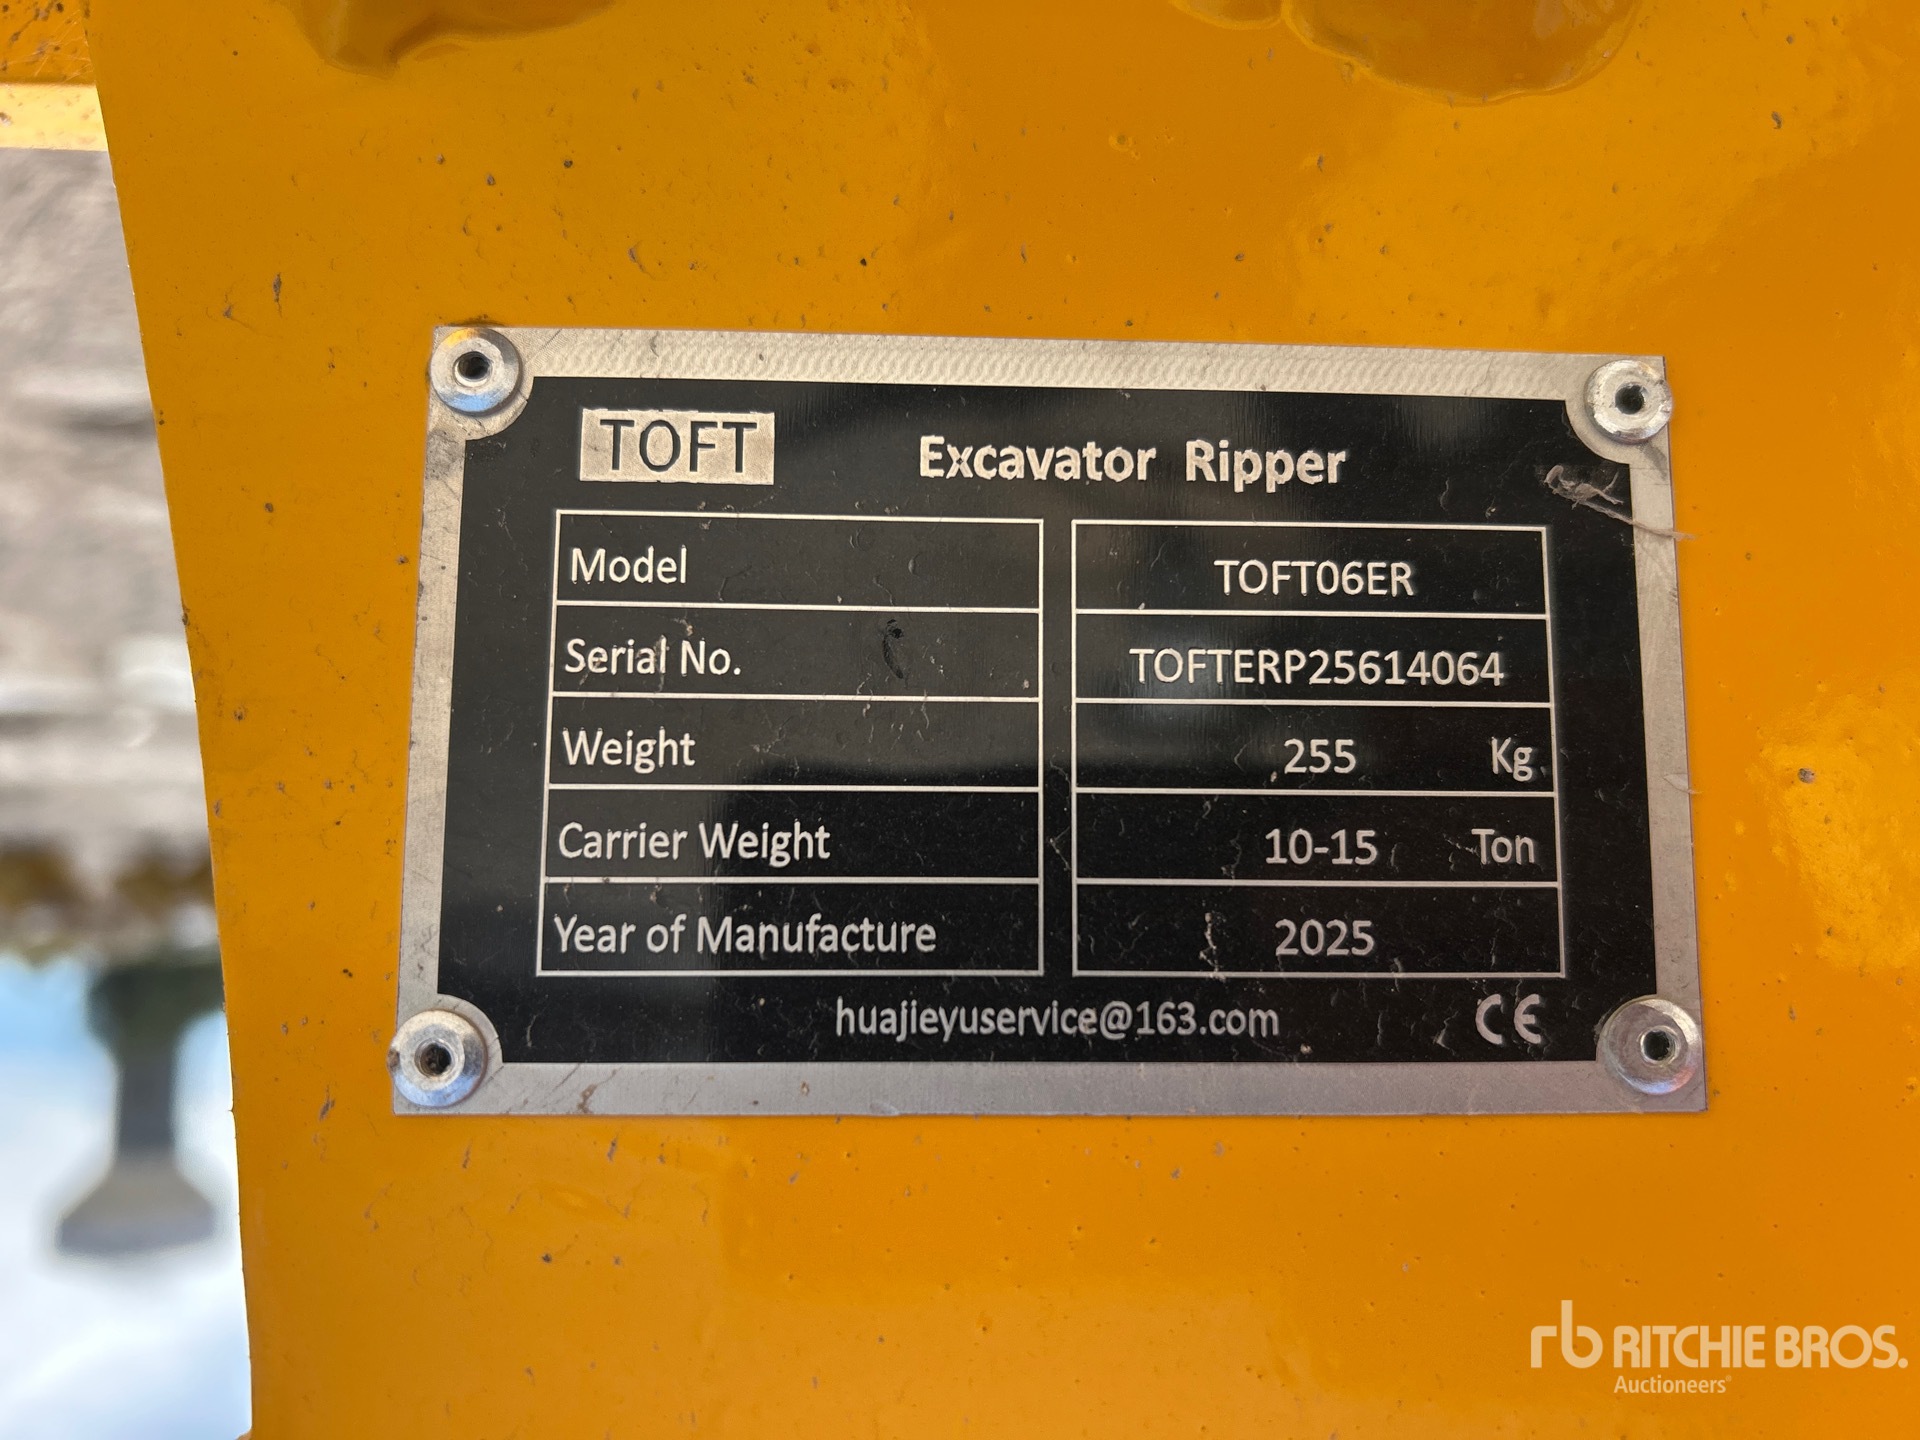 TOFT Excavator Ripper
Model TOFT06ER
Serial No. TOFTERP25614064
Weight 255 Kg
Carrier Weight 10-15 Ton
Year of Manufacture 2025
huajieyuservice@163.com CE
rb RITCHIE BROS.
Auctioneers®